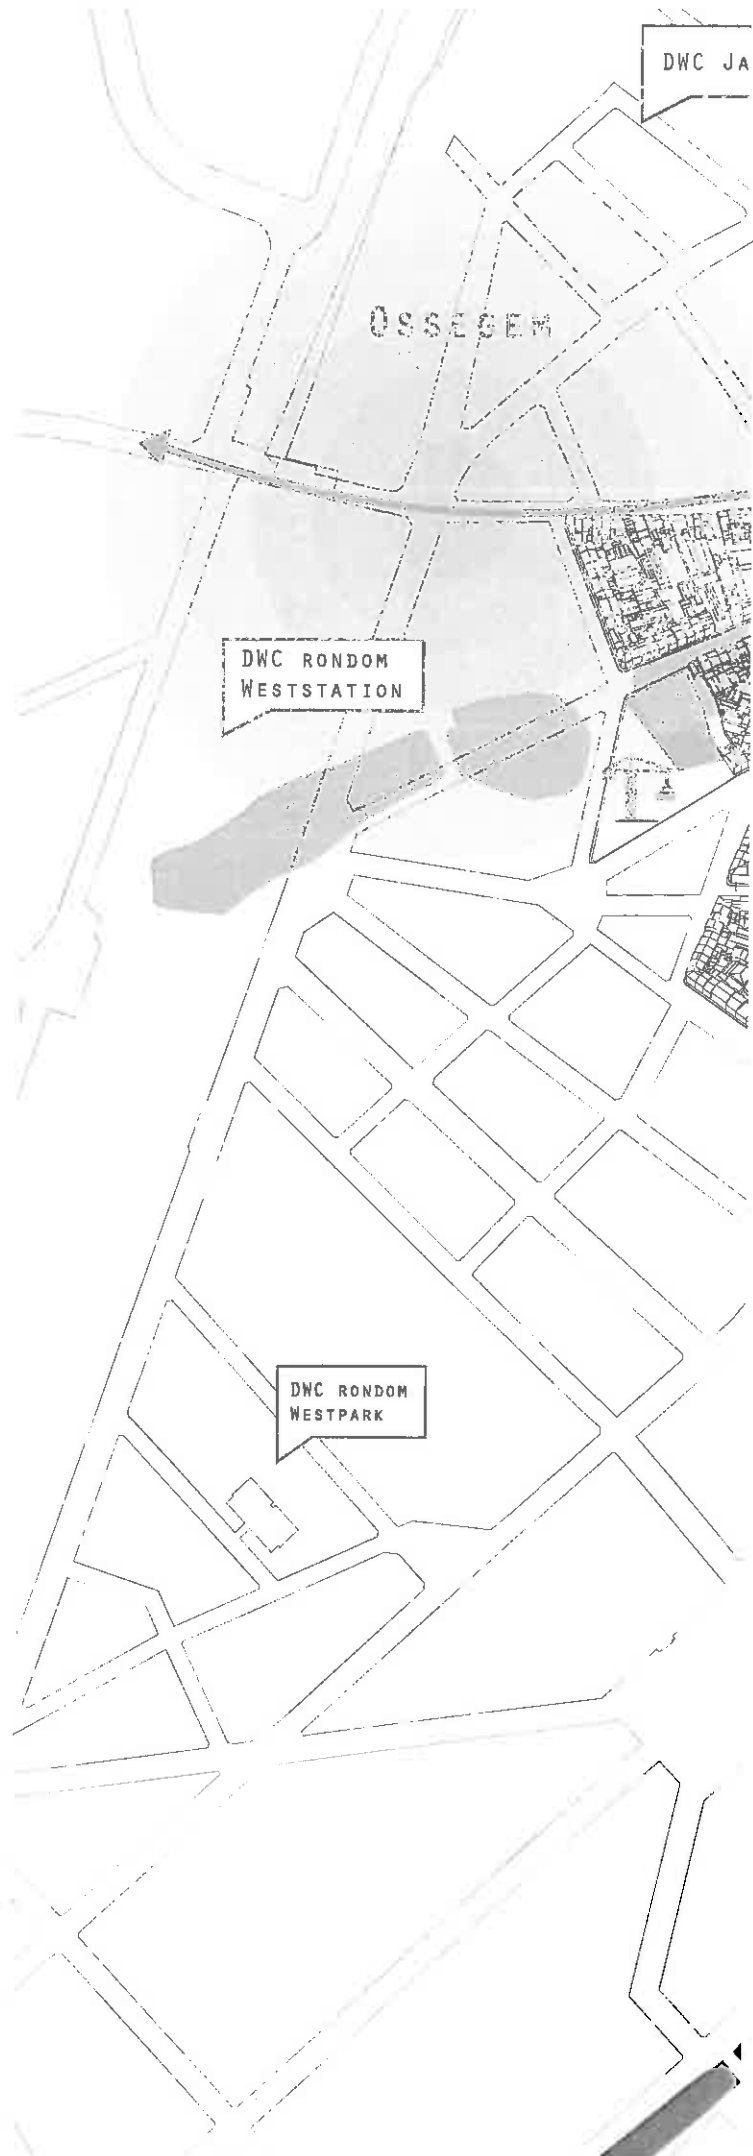 DWC JA
OSSEGEM
DWC RONDOM
WESTSTATION
DWC RONDOM
WESTPARK